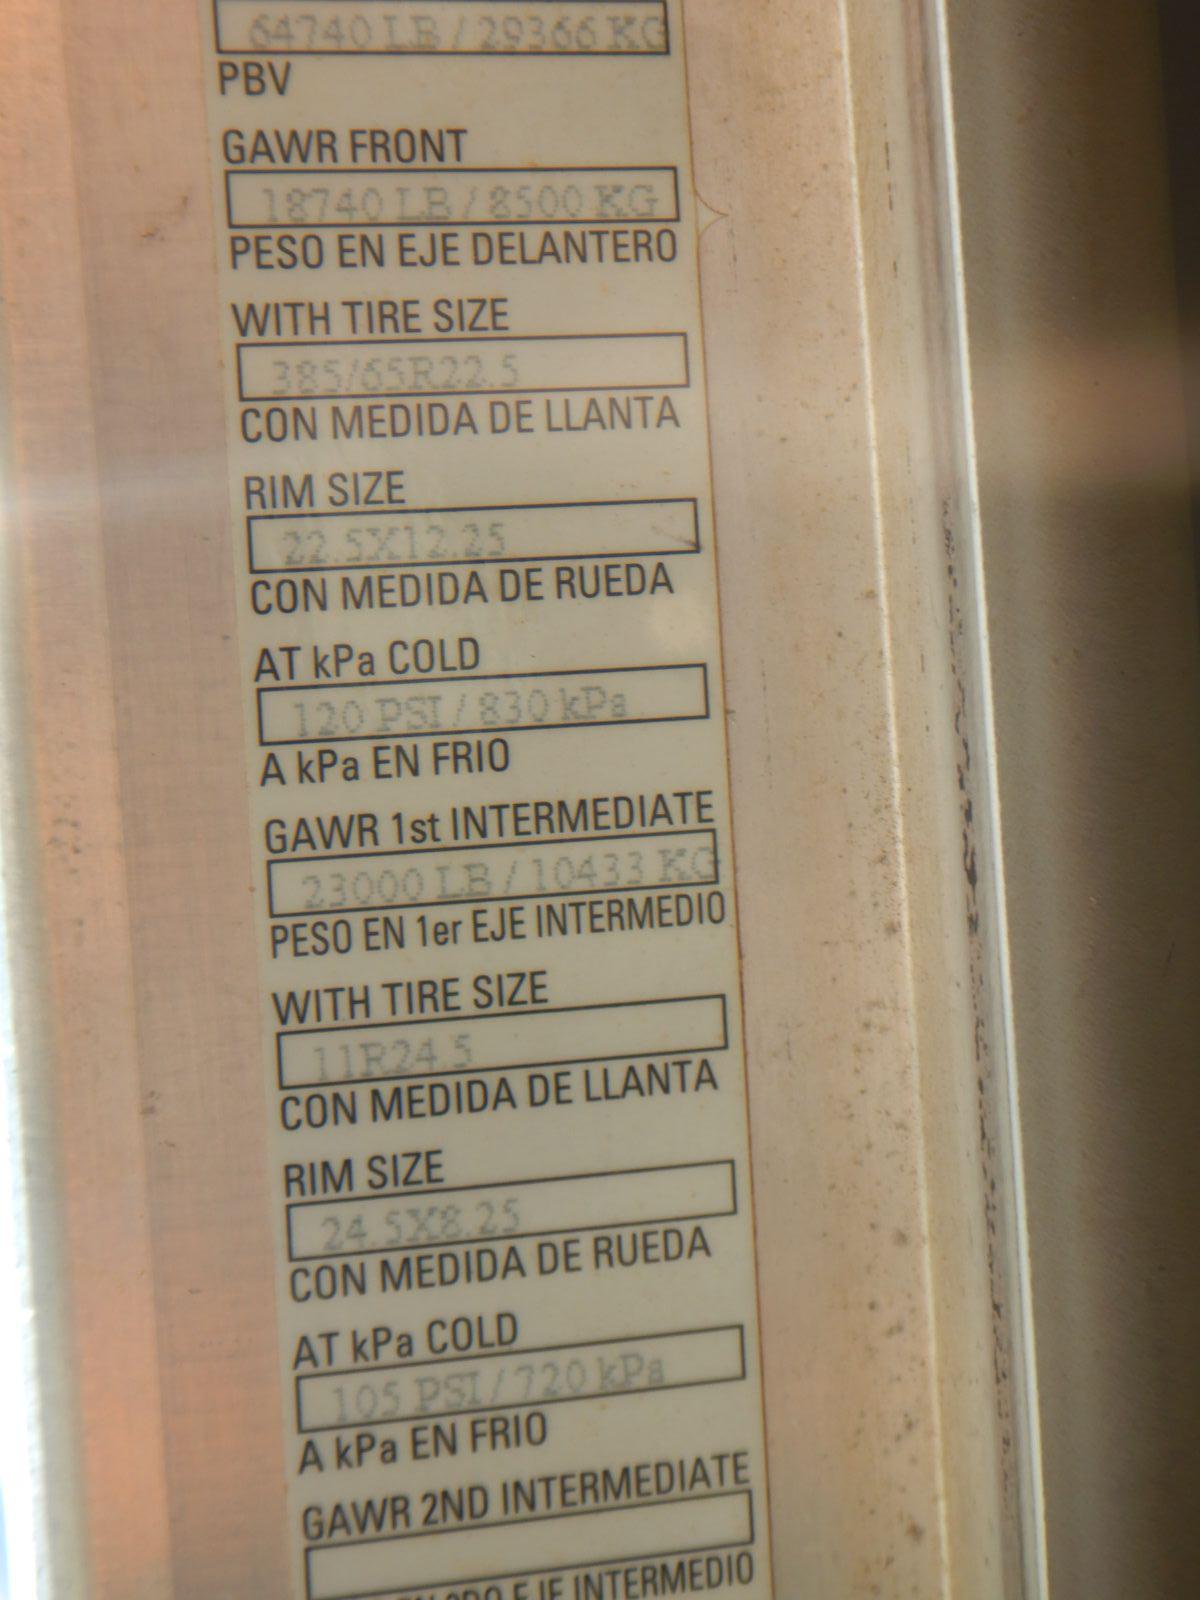 64740 LB / 29366 KG
PBV
GAWR FRONT
18740 LB / 8500 KG
PESO EN EJE DELANTERO
WITH TIRE SIZE
385/65R22.5
CON MEDIDA DE LLANTA
RIM SIZE
22.5X12.25
CON MEDIDA DE RUEDA
AT kPa COLD
120 PSI / 830 kPa
A kPa EN FRIO
GAWR 1st INTERMEDIATE
23000 LB / 10433 KG
PESO EN 1er EJE INTERMEDIO
WITH TIRE SIZE
11R24.5
CON MEDIDA DE LLANTA
RIM SIZE
24.5X8.25
CON MEDIDA DE RUEDA
AT kPa COLD
105 PSI / 720 kPa
A kPa EN FRIO
GAWR 2ND INTERMEDIATE
EN 2DO EJE INTERMEDIO